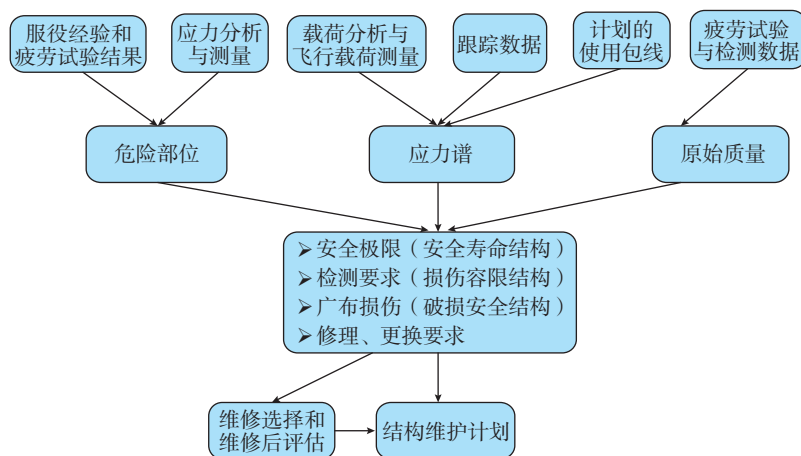 服役经验和
疲劳试验结果
应力分析
与测量
载荷分析与
飞行载荷测量
跟踪数据
计划的
使用包线
疲劳试验
与检测数据
危险部位
应力谱
原始质量
➢安全极限（安全寿命结构）
➢检测要求（损伤容限结构）
➢广布损伤（破损安全结构）
➢修理、更换要求
维修选择和
维修后评估
结构维护计划